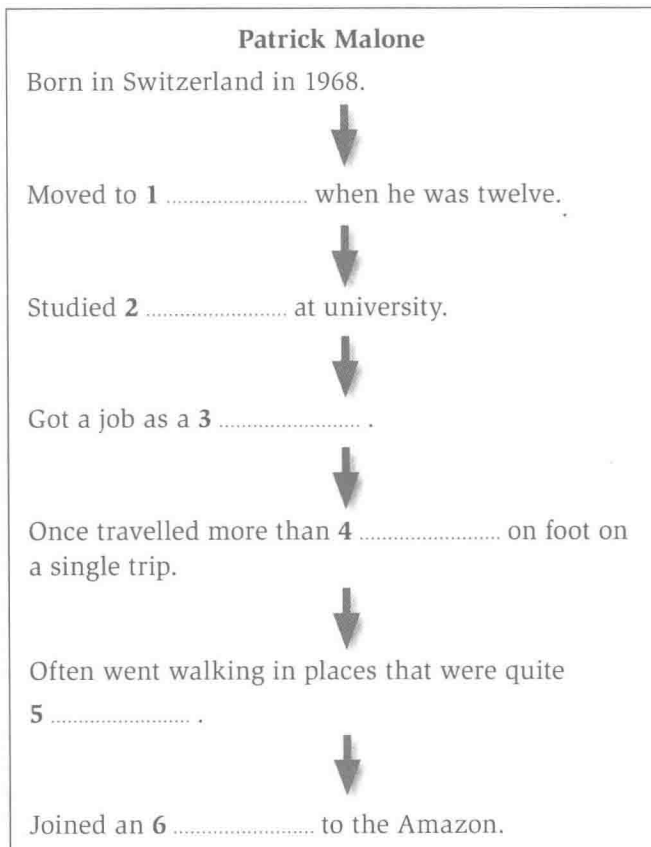 Patrick Malone
Born in Switzerland in 1968.
Moved to 1 ........................ when he was twelve.
Studied 2 ........................ at university.
Got a job as a 3 ........................ .
Once travelled more than 4 ........................ on foot on
a single trip.
Often went walking in places that were quite
5 ........................ .
Joined an 6 ........................ to the Amazon.